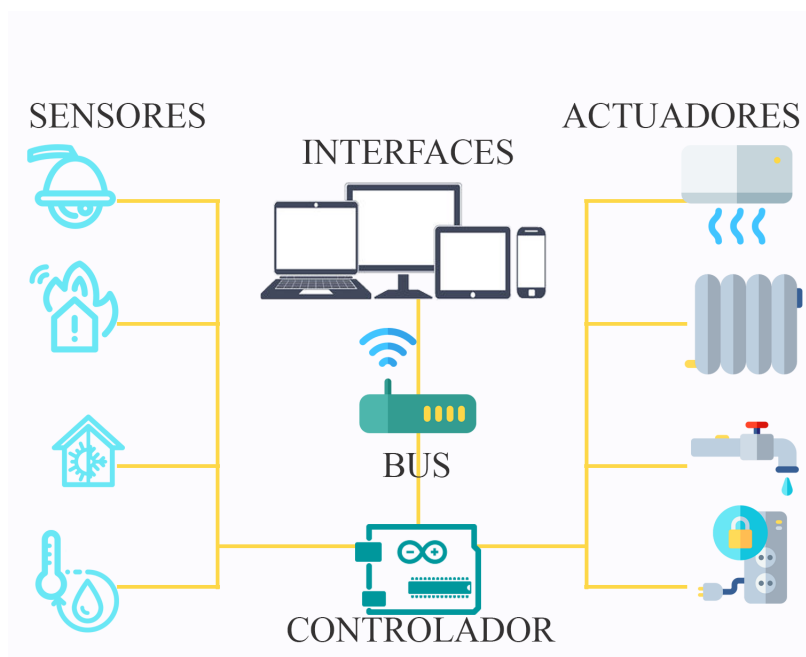 SENSORES
ACTUADORES
INTERFACES
BUS
CONTROLADOR